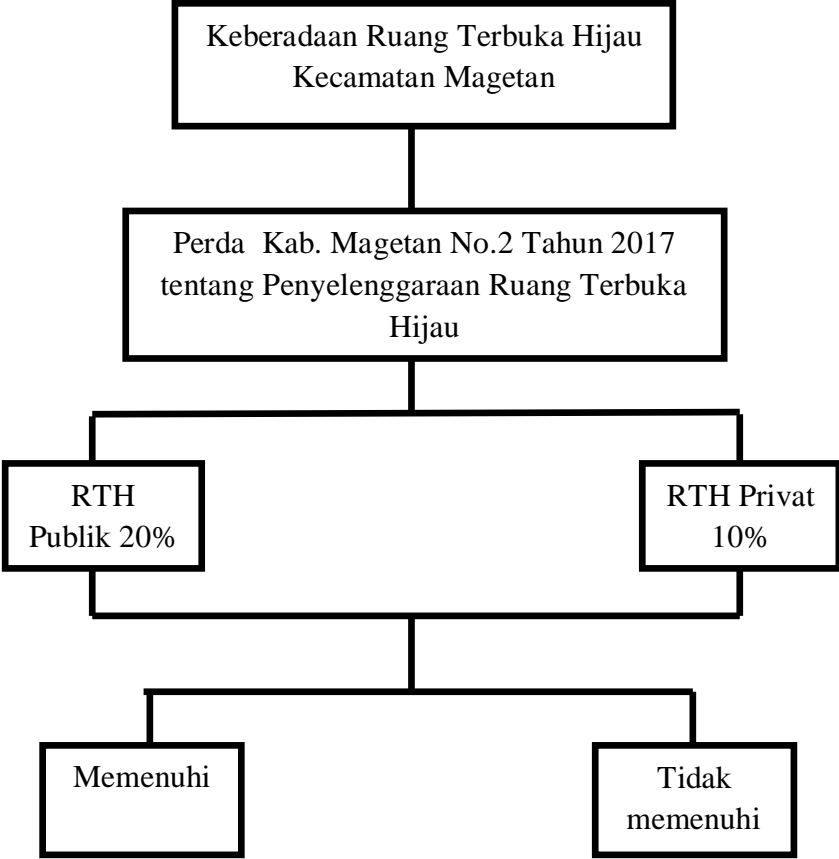 Keberadaan Ruang Terbuka Hijau
Kecamatan Magetan
Perda Kab. Magetan No.2 Tahun 2017
tentang Penyelenggaraan Ruang Terbuka
Hijau
RTH
Publik 20%
RTH Privat
10%
Memenuhi
Tidak
memenuhi